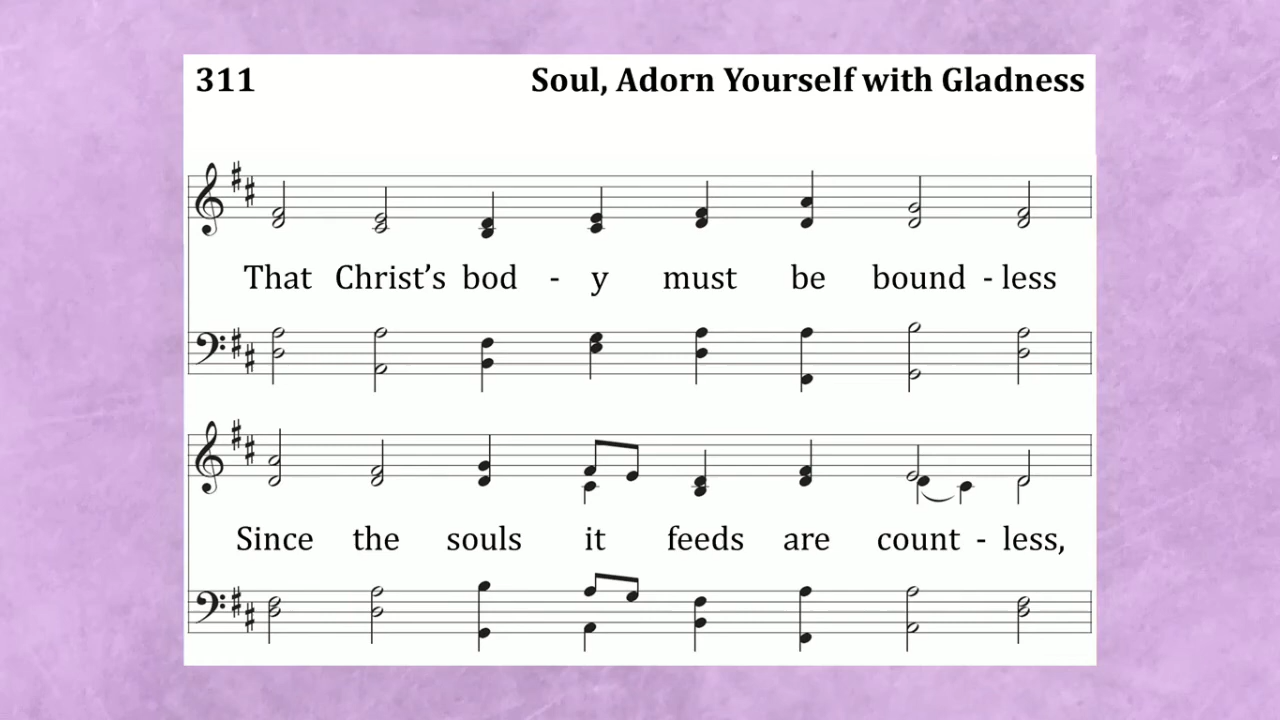 311 Soul, Adorn Yourself with Gladness
That Christ’s bod - y must be bound - less
Since the souls it feeds are count - less,